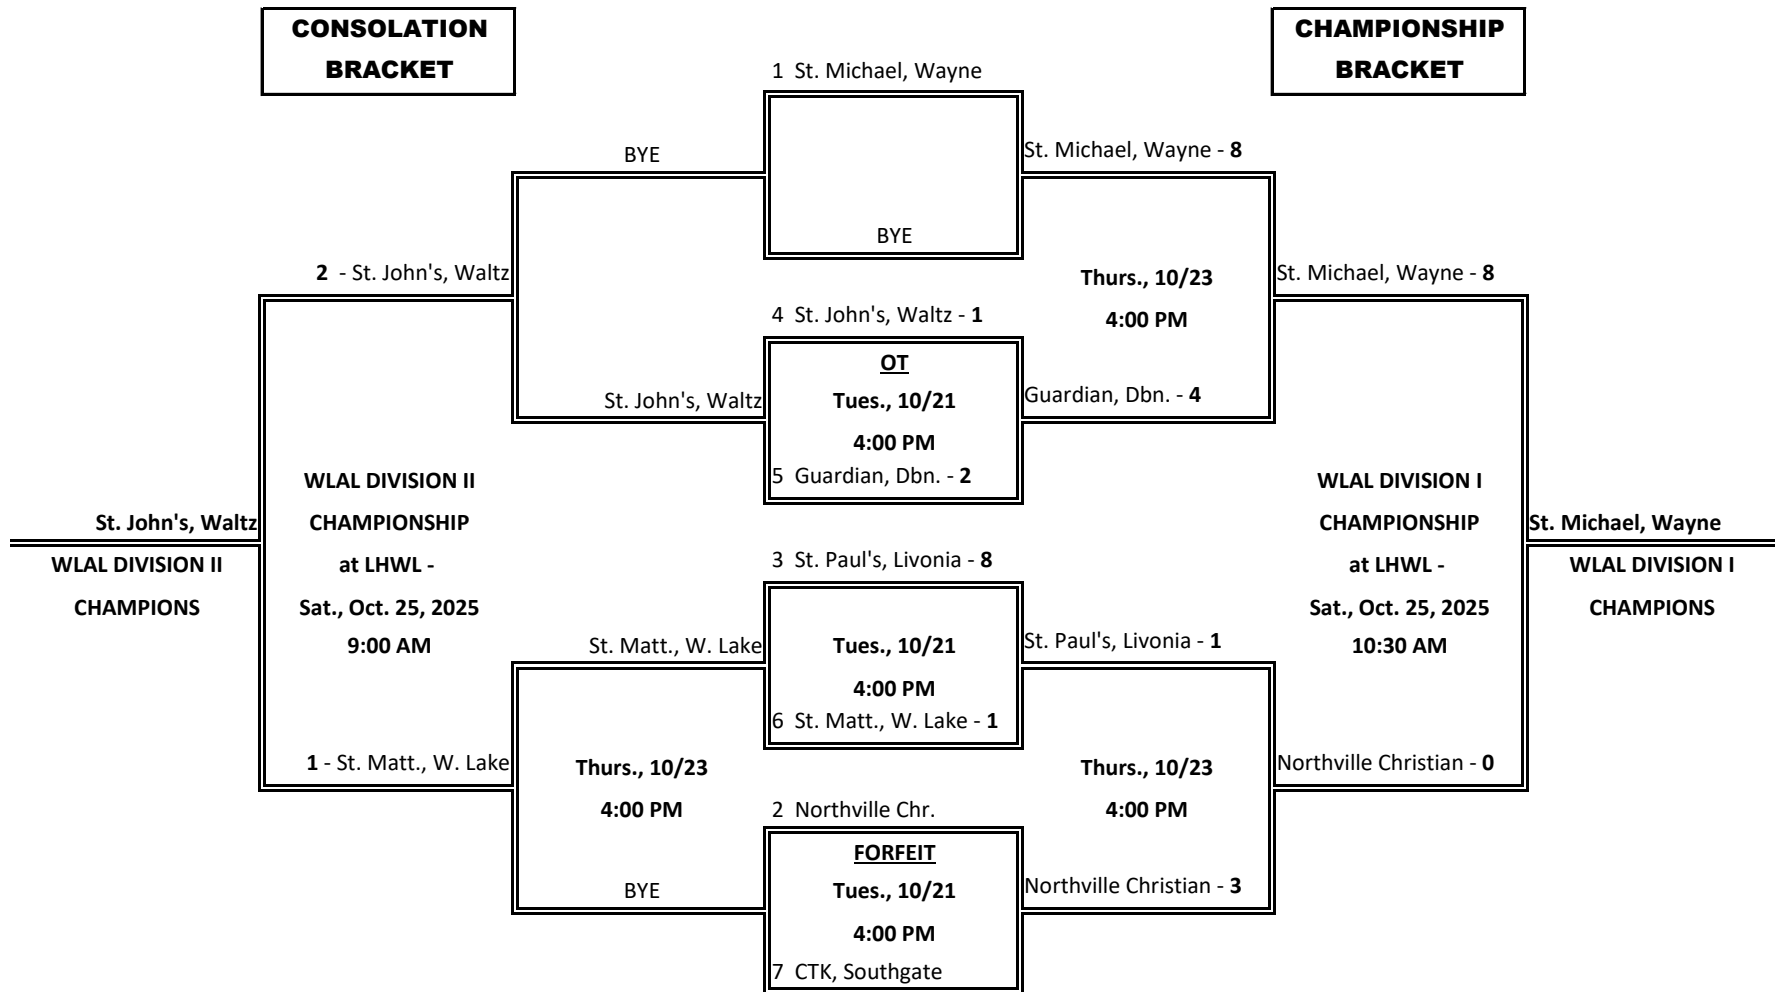 CONSOLATION
BRACKET
CHAMPIONSHIP
BRACKET
1 St. Michael, Wayne
BYE
St. Michael, Wayne - 8
BYE
2 - St. John's, Waltz
Thurs., 10/23
4:00 PM
St. Michael, Wayne - 8
4 St. John's, Waltz - 1
OT
Tues., 10/21
4:00 PM
St. John's, Waltz
Guardian, Dbn. - 4
5 Guardian, Dbn. - 2
WLAL DIVISION II
CHAMPIONSHIP
at LHWL -
Sat., Oct. 25, 2025
9:00 AM
WLAL DIVISION I
CHAMPIONSHIP
at LHWL -
Sat., Oct. 25, 2025
10:30 AM
St. John's, Waltz
WLAL DIVISION II
CHAMPIONS
St. Michael, Wayne
WLAL DIVISION I
CHAMPIONS
3 St. Paul's, Livonia - 8
St. Matt., W. Lake
Tues., 10/21
4:00 PM
St. Paul's, Livonia - 1
6 St. Matt., W. Lake - 1
1 - St. Matt., W. Lake
Thurs., 10/23
4:00 PM
Thurs., 10/23
4:00 PM
Northville Christian - 0
2 Northville Chr.
FORFEIT
Tues., 10/21
4:00 PM
BYE
Northville Christian - 3
7 CTK, Southgate